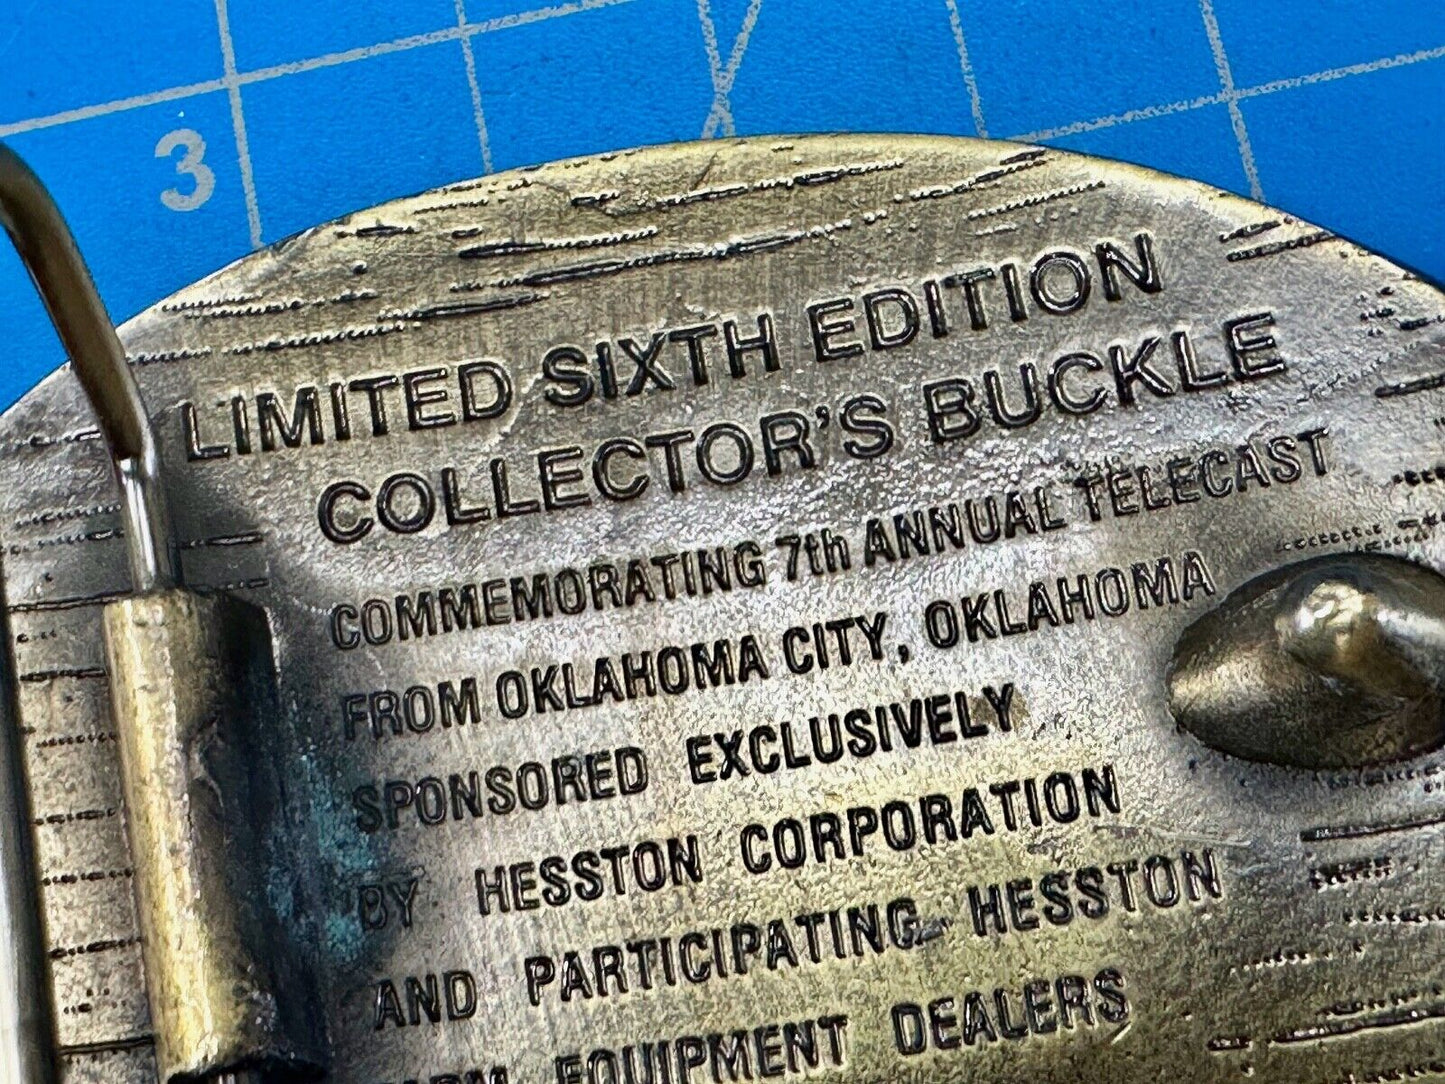 3
LIMITED SIXTH EDITION
COLLECTOR'S BUCKLE
COMMEMORATING 7th ANNUAL TELECAST
FROM OKLAHOMA CITY, OKLAHOMA
SPONSORED EXCLUSIVELY
BY HESSTON CORPORATION
AND PARTICIPATING HESSTON
EQUIPMENT DEALERS